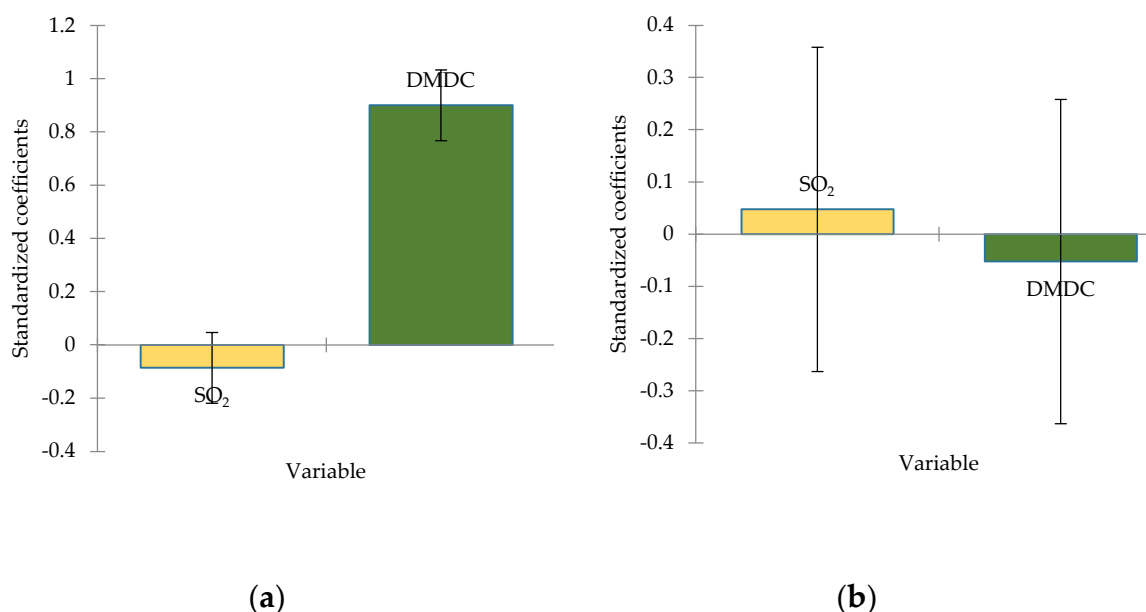 1.2
1
0.8
0.6
0.4
0.2
0
-0.2
-0.4
Standardized coefficients
DMDC
SO₂
Variable
(a)
0.4
0.3
0.2
0.1
0
-0.1
-0.2
-0.3
-0.4
Standardized coefficients
SO₂
DMDC
Variable
(b)